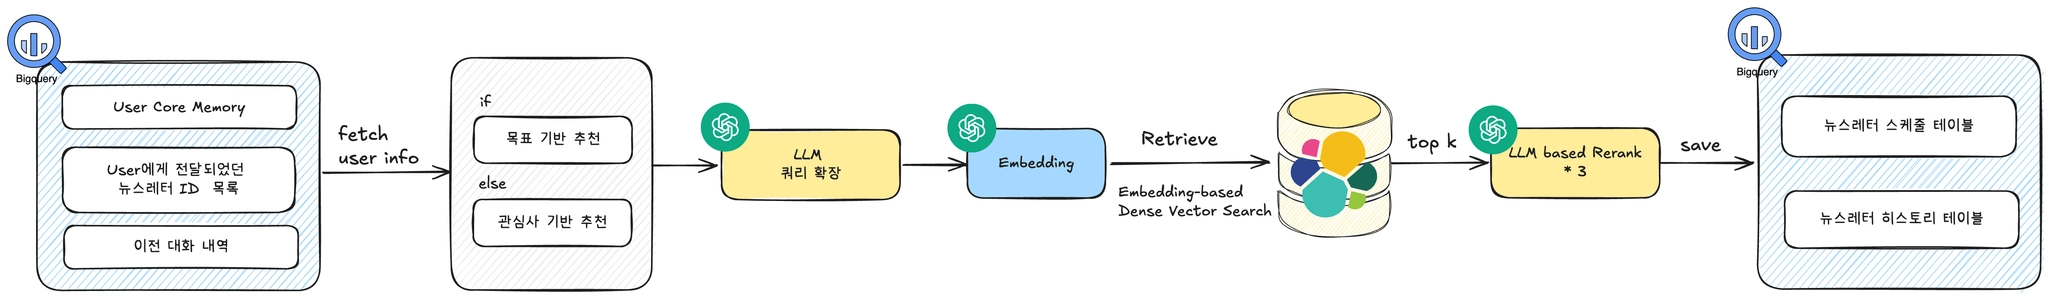 Bigquery
User Core Memory
User에게 전달되었던
뉴스레터 ID 목록
이전 대화 내역
fetch
user info
if
목표 기반 추천
else
관심사 기반 추천
LLM
쿼리 확장
Embedding
Retrieve
Embedding-based
Dense Vector Search
top k
LLM based Rerank
* 3
save
Bigquery
뉴스레터 스케줄 테이블
뉴스레터 히스토리 테이블